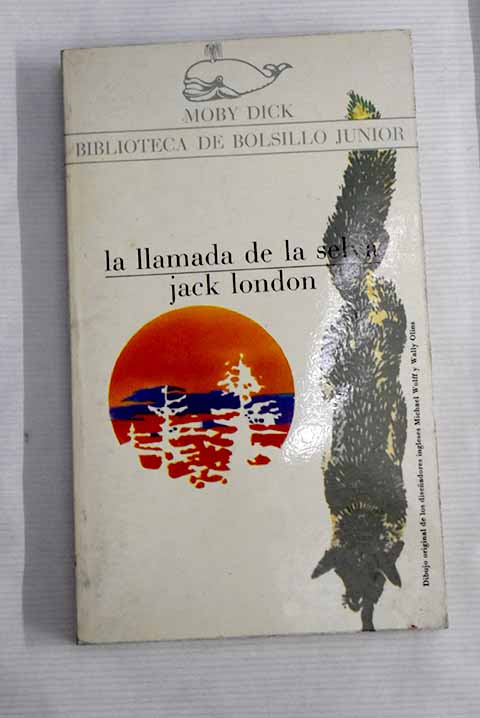 MOBY DICK
BIBLIOTECA DE BOLSILLO JUNIOR
la llamada de la selva
jack london
Dibujo original de los diseñadores ingleses Michael Wolff y Wally Olins